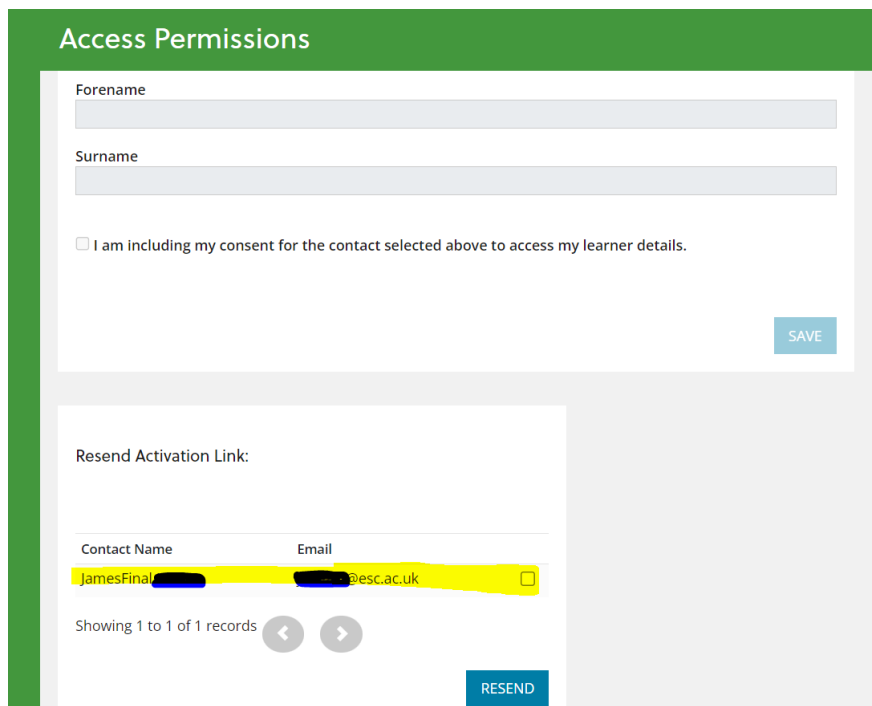 Access Permissions
Forename
Surname
I am including my consent for the contact selected above to access my learner details.
SAVE
Resend Activation Link:
Contact Name Email
JamesFinal @esc.ac.uk
Showing 1 to 1 of 1 records
RESEND